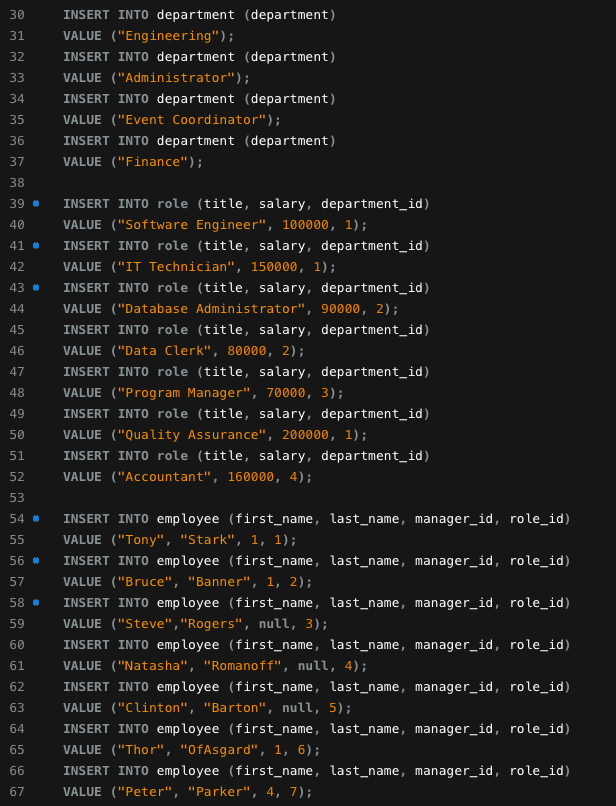 30 INSERT INTO department (department)
31 VALUE ("Engineering");
32 INSERT INTO department (department)
33 VALUE ("Administrator");
34 INSERT INTO department (department)
35 VALUE ("Event Coordinator");
36 INSERT INTO department (department)
37 VALUE ("Finance");
38
39 INSERT INTO role (title, salary, department_id)
40 VALUE ("Software Engineer", 100000, 1);
41 INSERT INTO role (title, salary, department_id)
42 VALUE ("IT Technician", 150000, 1);
43 INSERT INTO role (title, salary, department_id)
44 VALUE ("Database Administrator", 90000, 2);
45 INSERT INTO role (title, salary, department_id)
46 VALUE ("Data Clerk", 80000, 2);
47 INSERT INTO role (title, salary, department_id)
48 VALUE ("Program Manager", 70000, 3);
49 INSERT INTO role (title, salary, department_id)
50 VALUE ("Quality Assurance", 200000, 1);
51 INSERT INTO role (title, salary, department_id)
52 VALUE ("Accountant", 160000, 4);
53
54 INSERT INTO employee (first_name, last_name, manager_id, role_id)
55 VALUE ("Tony", "Stark", 1, 1);
56 INSERT INTO employee (first_name, last_name, manager_id, role_id)
57 VALUE ("Bruce", "Banner", 1, 2);
58 INSERT INTO employee (first_name, last_name, manager_id, role_id)
59 VALUE ("Steve","Rogers", null, 3);
60 INSERT INTO employee (first_name, last_name, manager_id, role_id)
61 VALUE ("Natasha", "Romanoff", null, 4);
62 INSERT INTO employee (first_name, last_name, manager_id, role_id)
63 VALUE ("Clinton", "Barton", null, 5);
64 INSERT INTO employee (first_name, last_name, manager_id, role_id)
65 VALUE ("Thor", "OfAsgard", 1, 6);
66 INSERT INTO employee (first_name, last_name, manager_id, role_id)
67 VALUE ("Peter", "Parker", 4, 7);